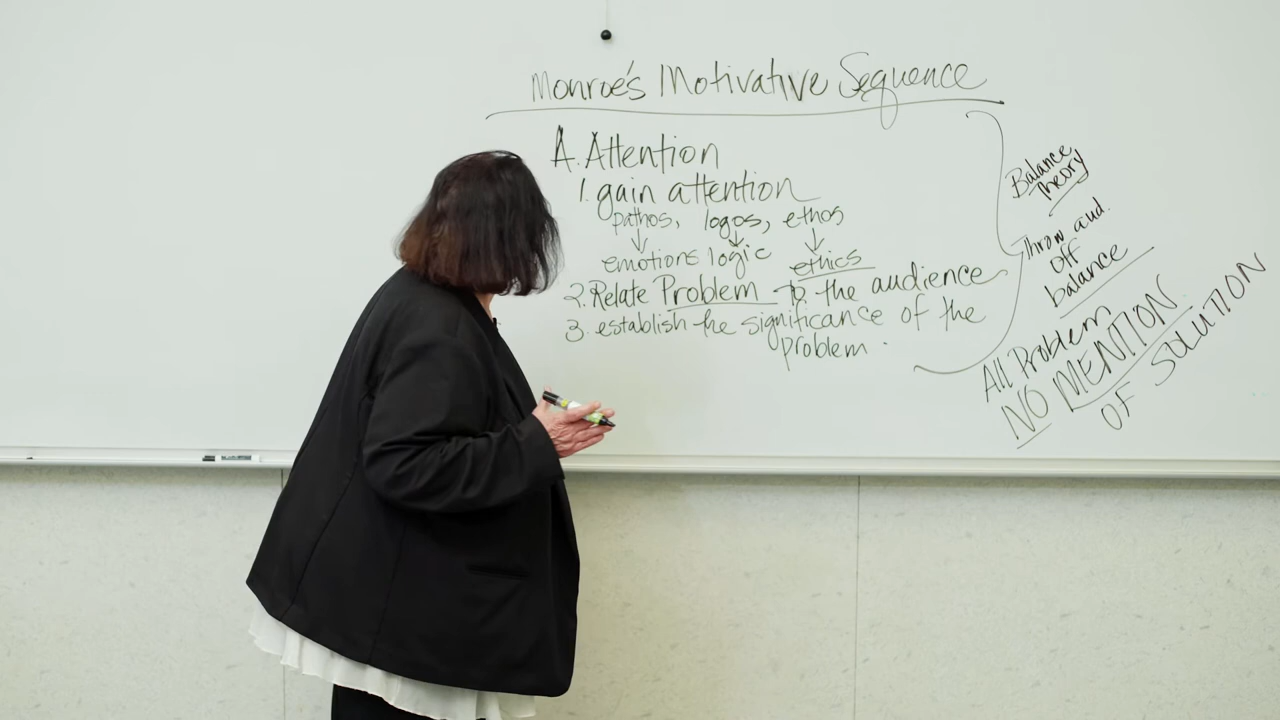 Monroe's Motivative Sequence
A. Attention
1. gain attention
pathos, logos, ethos
emotions logic ethics
2. Relate Problem to the audience
3. establish the significance of the
problem.
Balance
Theory
Throw aud.
off
balance
All Problem
NO MENTION
OF SOLUTION